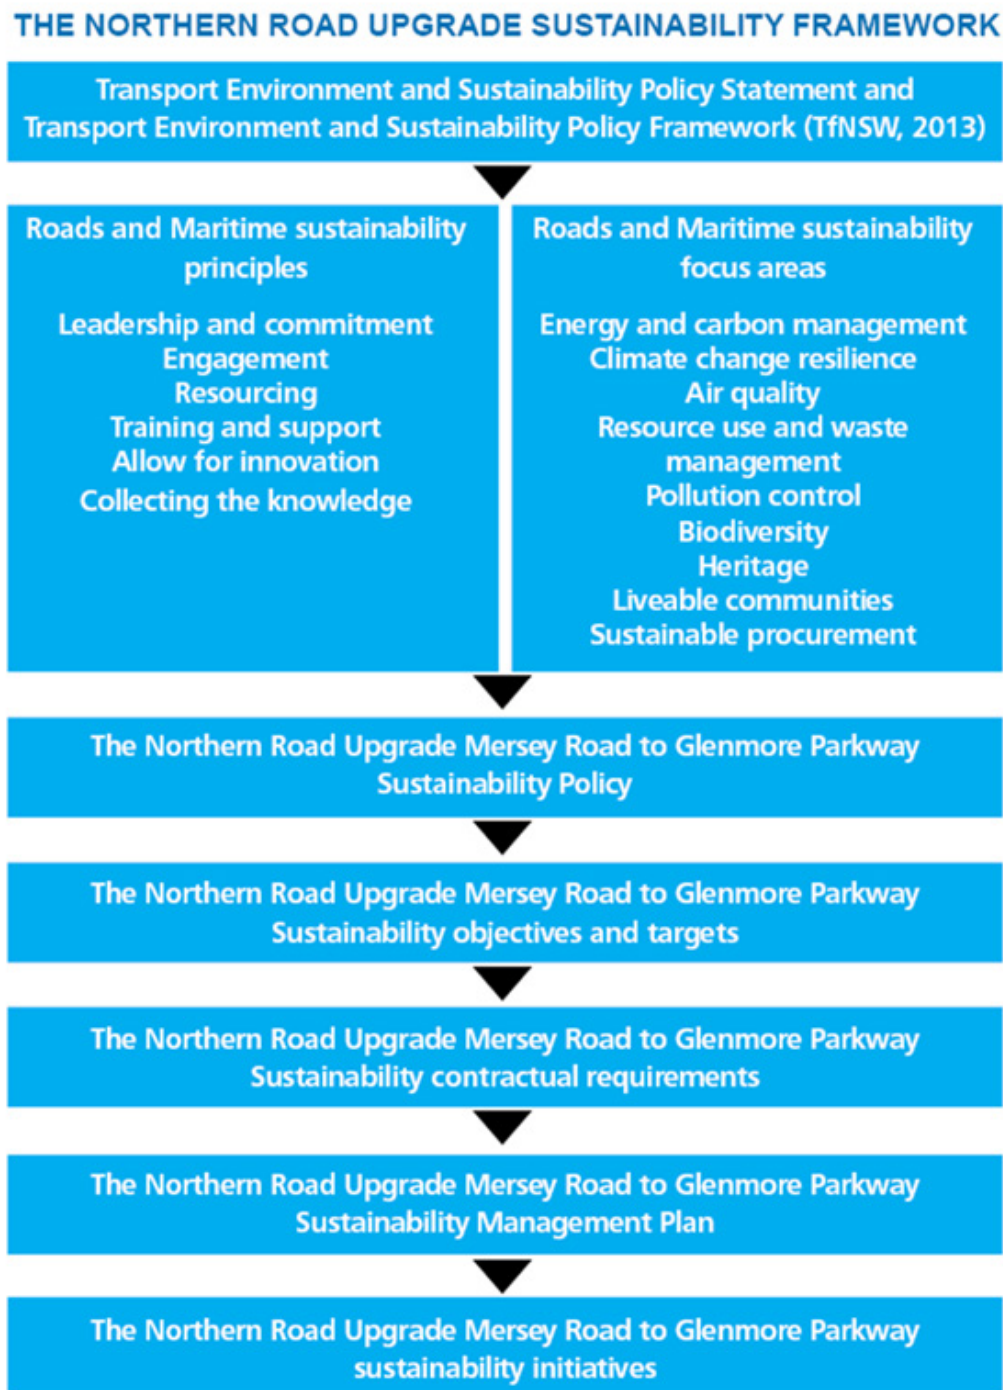 THE NORTHERN ROAD UPGRADE SUSTAINABILITY FRAMEWORK
Transport Environment and Sustainability Policy Statement and
Transport Environment and Sustainability Policy Framework (TfNSW, 2013)
Roads and Maritime sustainability
principles
Leadership and commitment
Engagement
Resourcing
Training and support
Allow for innovation
Collecting the knowledge
Roads and Maritime sustainability
focus areas
Energy and carbon management
Climate change resilience
Air quality
Resource use and waste
management
Pollution control
Biodiversity
Heritage
Liveable communities
Sustainable procurement
The Northern Road Upgrade Mersey Road to Glenmore Parkway
Sustainability Policy
The Northern Road Upgrade Mersey Road to Glenmore Parkway
Sustainability objectives and targets
The Northern Road Upgrade Mersey Road to Glenmore Parkway
Sustainability contractual requirements
The Northern Road Upgrade Mersey Road to Glenmore Parkway
Sustainability Management Plan
The Northern Road Upgrade Mersey Road to Glenmore Parkway
sustainability initiatives